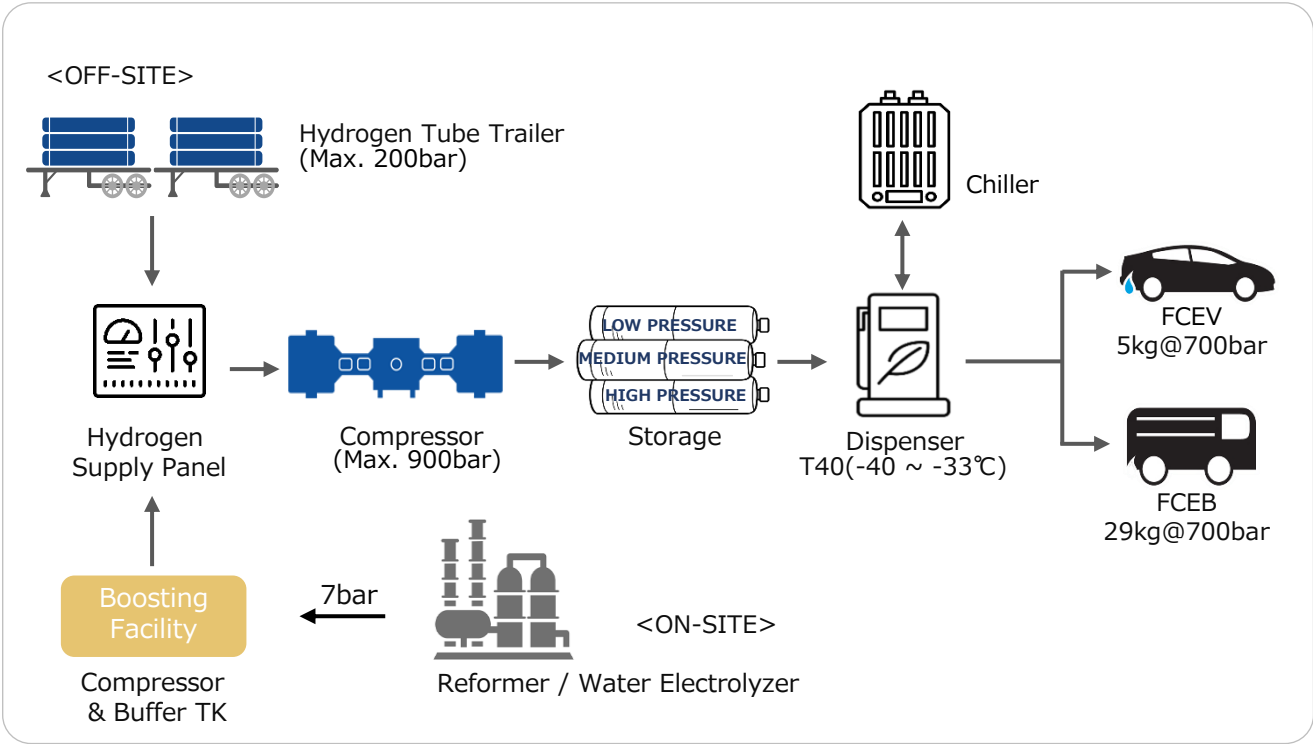 <OFF-SITE>
Hydrogen Tube Trailer
(Max. 200bar)
Chiller
LOW PRESSURE
MEDIUM PRESSURE
HIGH PRESSURE
FCEV
5kg@700bar
Hydrogen
Supply Panel
Compressor
(Max. 900bar)
Storage
Dispenser
T40(-40 ~ -33℃)
FCEB
29kg@700bar
Boosting
Facility
7bar
<ON-SITE>
Compressor
& Buffer TK
Reformer / Water Electrolyzer